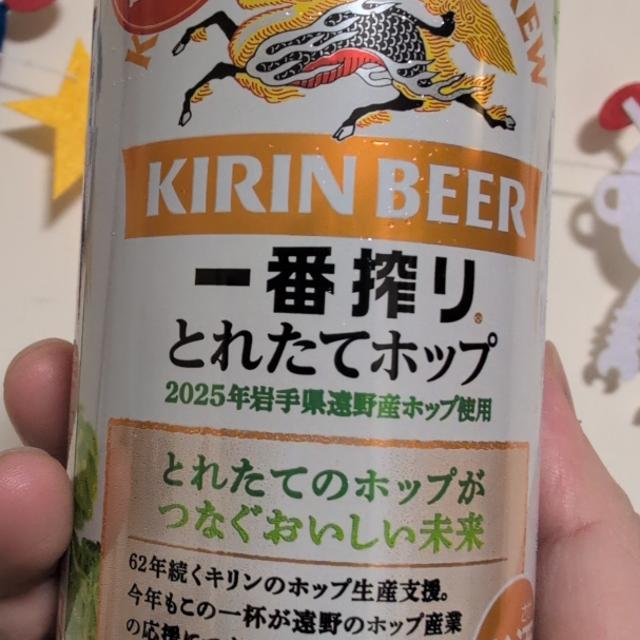 KIRIN BEER
一番搾り®
とれたてホップ
2025年岩手県遠野産ホップ使用
とれたてのホップが
つなぐおいしい未来
62年続くキリンのホップ生産支援。
今年もこの一杯が遠野のホップ産業
の応援に